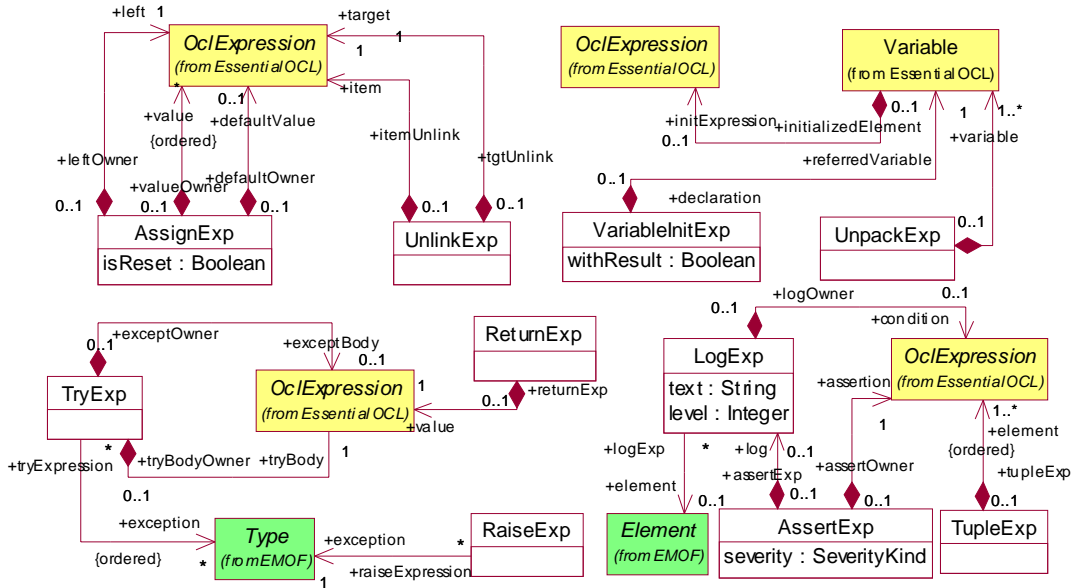 +left
1
OclExpression
(from EssentialOCL)
+target
1
1
+item
*
+value
{ordered}
0..1
+defaultValue
+itemUnlink
+tgtUnlink
+leftOwner
+valueOwner
+defaultOwner
0..1
0..1
0..1
0..1
0..1
AssignExp
isReset : Boolean
UnlinkExp
OclExpression
(from EssentialOCL)
Variable
(from EssentialOCL)
+initExpression
0..1
0..1
+initializedElement
1
1..*
+variable
+referredVariable
0..1
+declaration
VariableInitExp
withResult : Boolean
0..1
UnpackExp
+exceptOwner
0..1
+exceptBody
0..1
TryExp
OclExpression
(from EssentialOCL)
ReturnExp
1
0..1
+returnExp
+value
*
+tryExpression
+tryBodyOwner
0..1
+tryBody
1
+exception
{ordered}
*
Type
(from EMOF)
+exception
1
*
+raiseExpression
RaiseExp
+logOwner
0..1
0..1
+condition
LogExp
text : String
level : Integer
OclExpression
(from EssentialOCL)
+assertion
1
1..*
+element
{ordered}
+logExp
*
+log
0..1
+assertExp
+assertOwner
+tupleExp
+element
0..1
0..1
0..1
0..1
Element
(from EMOF)
AssertExp
severity : SeverityKind
TupleExp